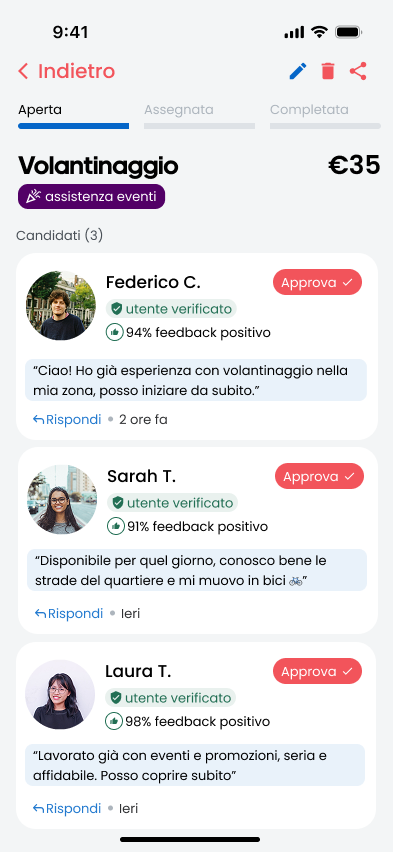 9:41
Indietro
Aperta
Assegnata
Completata
Volantinaggio
€35
assistenza eventi
Candidati (3)
Federico C.
Approva
utente verificato
94% feedback positivo
“Ciao! Ho già esperienza con volantinaggio nella
mia zona, posso iniziare da subito.”
Rispondi • 2 ore fa
Sarah T.
Approva
utente verificato
91% feedback positivo
“Disponibile per quel giorno, conosco bene le
strade del quartiere e mi muovo in bici 🚲”
Rispondi • Ieri
Laura T.
Approva
utente verificato
98% feedback positivo
“Lavorato già con eventi e promozioni, seria e
affidabile. Posso coprire subito”
Rispondi • Ieri